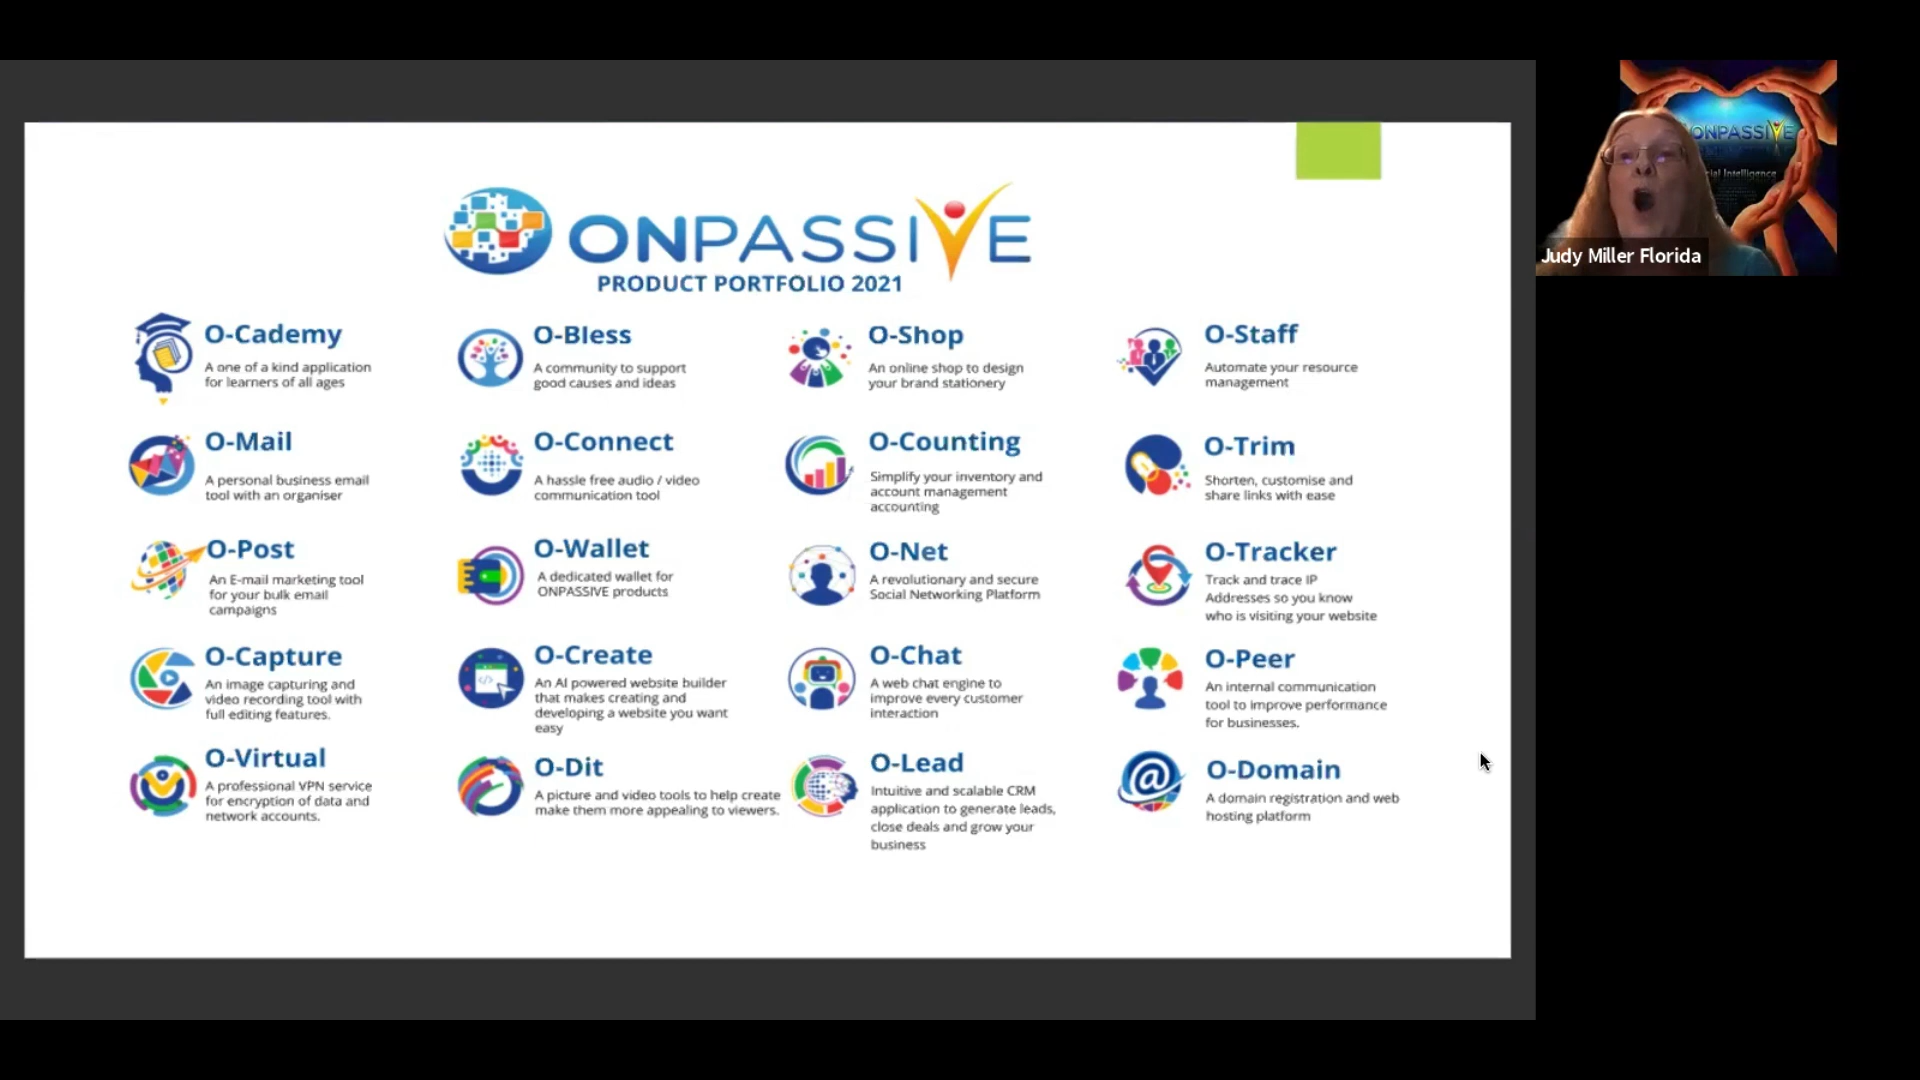 ONPASSIVE
PRODUCT PORTFOLIO 2021
O-Cademy
A one of a kind application
for learners of all ages
O-Bless
A community to support
good causes and ideas
O-Shop
An online shop to design
your brand stationery
O-Staff
Automate your resource
management
O-Mail
A personal business email
tool with an organiser
O-Connect
A hassle free audio / video
communication tool
O-Counting
Simplify your inventory and
account management
accounting
O-Trim
Shorten, customise and
share links with ease
O-Post
An E-mail marketing tool
for your bulk email
campaigns
O-Wallet
A dedicated wallet for
ONPASSIVE products
O-Net
A revolutionary and secure
Social Networking Platform
O-Tracker
Track and trace IP
Addresses so you know
who is visiting your website
O-Capture
An image capturing and
video recording tool with
full editing features.
O-Create
An AI powered website builder
that makes creating and
developing a website you want
easy
O-Chat
A web chat engine to
improve every customer
interaction
O-Peer
An internal communication
tool to improve performance
for businesses.
O-Virtual
A professional VPN service
for encryption of data and
network accounts.
O-Dit
A picture and video tools to help create
make them more appealing to viewers.
O-Lead
Intuitive and scalable CRM
application to generate leads,
close deals and grow your
business
O-Domain
A domain registration and web
hosting platform
ONPASSIVE
Intelligence
Judy Miller Florida